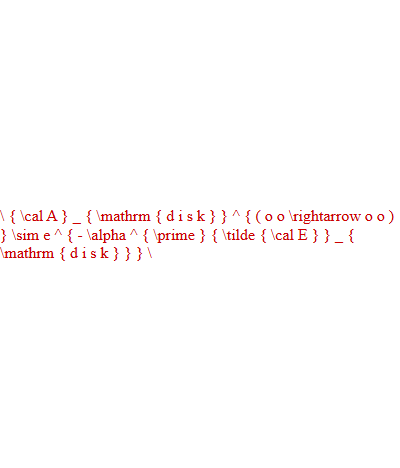 \ { \cal A } _ { \mathrm { d i s k } } ^ { ( o o \rightarrow o o )
} \sim e ^ { - \alpha ^ { \prime } { \tilde { \cal E } } _ {
\mathrm { d i s k } } } \